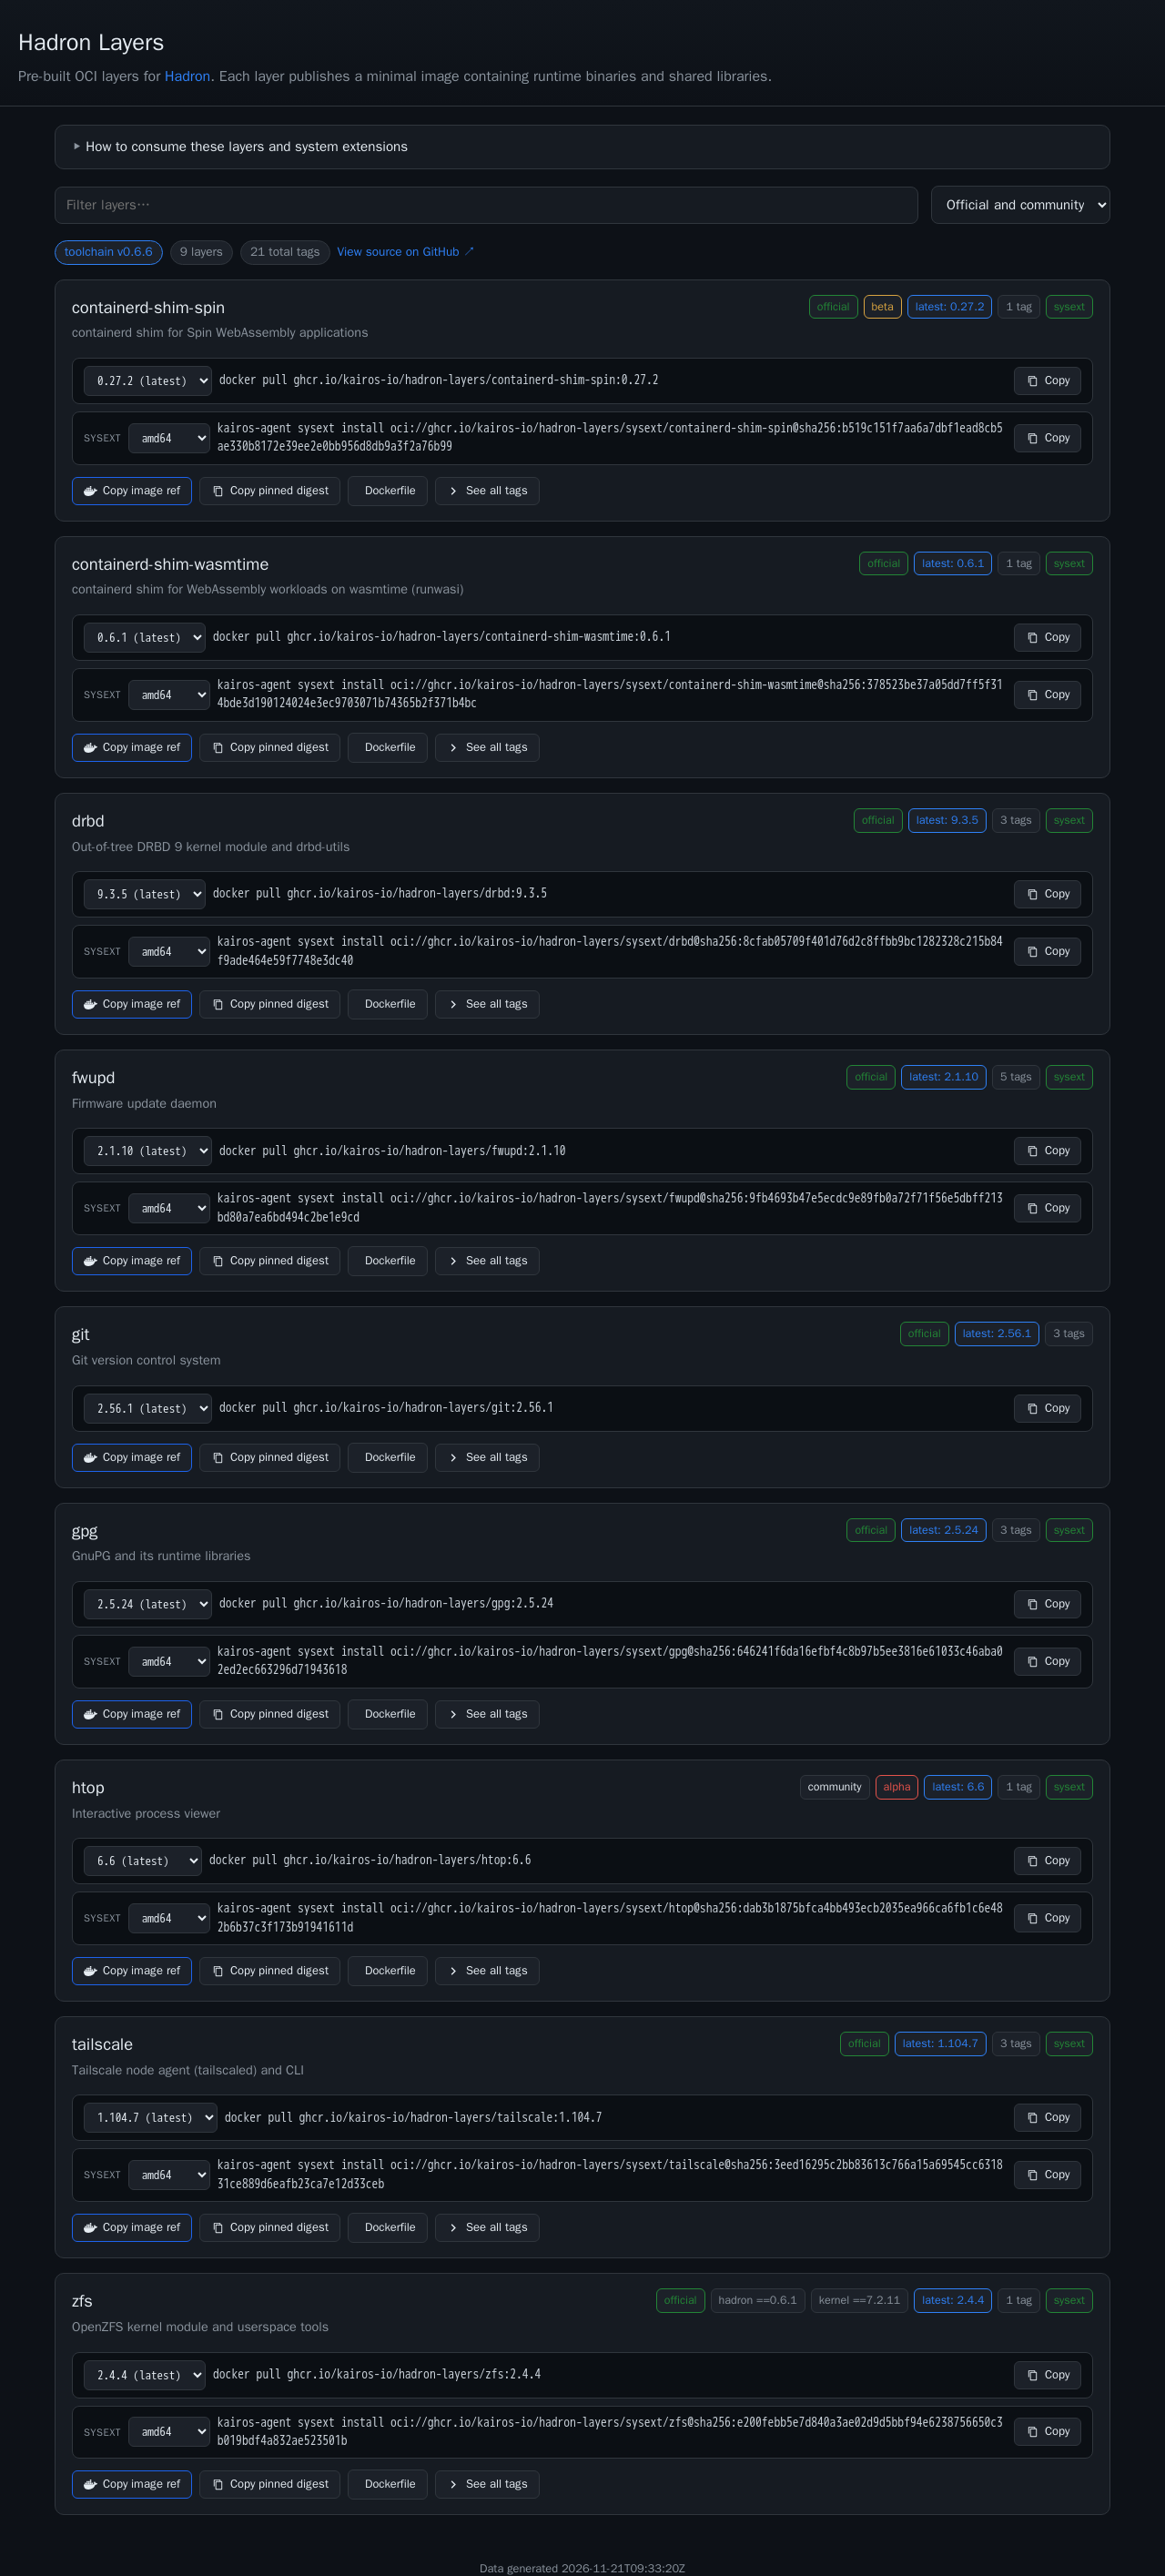 Hadron Layers
Pre-built OCI layers for Hadron. Each layer publishes a minimal image containing runtime binaries and shared libraries.
▸ How to consume these layers and system extensions
Filter layers…
Official and community
toolchain v0.6.6
9 layers
21 total tags
View source on GitHub ↗
containerd-shim-spin
official
beta
latest: 0.27.2
1 tag
sysext
containerd shim for Spin WebAssembly applications
0.27.2 (latest)
docker pull ghcr.io/kairos-io/hadron-layers/containerd-shim-spin:0.27.2
Copy
SYSEXT
amd64
kairos-agent sysext install oci://ghcr.io/kairos-io/hadron-layers/sysext/containerd-shim-spin@sha256:b519c151f7aa6a7dbf1ead8cb5
ae330b8172e39ee2e0bb956d8db9a3f2a76b99
Copy
Copy image ref
Copy pinned digest
Dockerfile
See all tags
containerd-shim-wasmtime
official
latest: 0.6.1
1 tag
sysext
containerd shim for WebAssembly workloads on wasmtime (runwasi)
0.6.1 (latest)
docker pull ghcr.io/kairos-io/hadron-layers/containerd-shim-wasmtime:0.6.1
Copy
SYSEXT
amd64
kairos-agent sysext install oci://ghcr.io/kairos-io/hadron-layers/sysext/containerd-shim-wasmtime@sha256:378523be37a05dd7ff5f31
4bde3d190124024e3ec9703071b74365b2f371b4bc
Copy
Copy image ref
Copy pinned digest
Dockerfile
See all tags
drbd
official
latest: 9.3.5
3 tags
sysext
Out-of-tree DRBD 9 kernel module and drbd-utils
9.3.5 (latest)
docker pull ghcr.io/kairos-io/hadron-layers/drbd:9.3.5
Copy
SYSEXT
amd64
kairos-agent sysext install oci://ghcr.io/kairos-io/hadron-layers/sysext/drbd@sha256:8cfab05709f401d76d2c8ffbb9bc1282328c215b84
f9ade464e59f7748e3dc40
Copy
Copy image ref
Copy pinned digest
Dockerfile
See all tags
fwupd
official
latest: 2.1.10
5 tags
sysext
Firmware update daemon
2.1.10 (latest)
docker pull ghcr.io/kairos-io/hadron-layers/fwupd:2.1.10
Copy
SYSEXT
amd64
kairos-agent sysext install oci://ghcr.io/kairos-io/hadron-layers/sysext/fwupd@sha256:9fb4693b47e5ecdc9e89fb0a72f71f56e5dbff213
bd80a7ea6bd494c2be1e9cd
Copy
Copy image ref
Copy pinned digest
Dockerfile
See all tags
git
official
latest: 2.56.1
3 tags
Git version control system
2.56.1 (latest)
docker pull ghcr.io/kairos-io/hadron-layers/git:2.56.1
Copy
Copy image ref
Copy pinned digest
Dockerfile
See all tags
gpg
official
latest: 2.5.24
3 tags
sysext
GnuPG and its runtime libraries
2.5.24 (latest)
docker pull ghcr.io/kairos-io/hadron-layers/gpg:2.5.24
Copy
SYSEXT
amd64
kairos-agent sysext install oci://ghcr.io/kairos-io/hadron-layers/sysext/gpg@sha256:646241f6da16efbf4c8b97b5ee3816e61033c46aba0
2ed2ec663296d71943618
Copy
Copy image ref
Copy pinned digest
Dockerfile
See all tags
htop
community
alpha
latest: 6.6
1 tag
sysext
Interactive process viewer
6.6 (latest)
docker pull ghcr.io/kairos-io/hadron-layers/htop:6.6
Copy
SYSEXT
amd64
kairos-agent sysext install oci://ghcr.io/kairos-io/hadron-layers/sysext/htop@sha256:dab3b1875bfca4bb493ecb2035ea966ca6fb1c6e48
2b6b37c3f173b91941611d
Copy
Copy image ref
Copy pinned digest
Dockerfile
See all tags
tailscale
official
latest: 1.104.7
3 tags
sysext
Tailscale node agent (tailscaled) and CLI
1.104.7 (latest)
docker pull ghcr.io/kairos-io/hadron-layers/tailscale:1.104.7
Copy
SYSEXT
amd64
kairos-agent sysext install oci://ghcr.io/kairos-io/hadron-layers/sysext/tailscale@sha256:3eed16295c2bb83613c766a15a69545cc6318
31ce889d6eafb23ca7e12d33ceb
Copy
Copy image ref
Copy pinned digest
Dockerfile
See all tags
zfs
official
hadron ==0.6.1
kernel ==7.2.11
latest: 2.4.4
1 tag
sysext
OpenZFS kernel module and userspace tools
2.4.4 (latest)
docker pull ghcr.io/kairos-io/hadron-layers/zfs:2.4.4
Copy
SYSEXT
amd64
kairos-agent sysext install oci://ghcr.io/kairos-io/hadron-layers/sysext/zfs@sha256:e200febb5e7d840a3ae02d9d5bbf94e6238756650c3
b019bdf4a832ae523501b
Copy
Copy image ref
Copy pinned digest
Dockerfile
See all tags
Data generated 2026-11-21T09:33:20Z